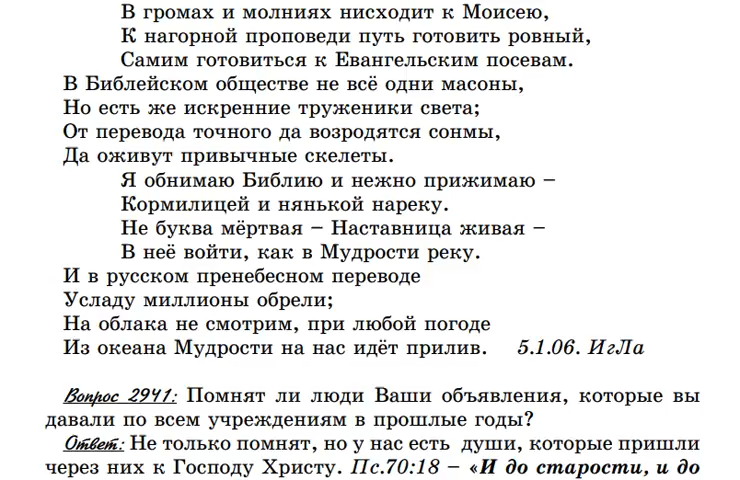 В громах и молниях нисходит к Моисею,
К нагорной проповеди путь готовить ровный,
Самим готовиться к Евангельским посевам.
В Библейском обществе не всё одни масоны,
Но есть же искренние труженики света;
От перевода точного да возродятся сонмы,
Да оживут привычные скелеты.
Я обнимаю Библию и нежно прижимаю –
Кормилицей и нянькой нареку.
Не буква мёртвая – Наставница живая –
В неё войти, как в Мудрости реку.
И в русском пренебесном переводе
Усладу миллионы обрели;
На облака не смотрим, при любой погоде
Из океана Мудрости на нас идёт прилив. 5.1.06. ИгЛа
Вопрос 2941: Помнят ли люди Ваши объявления, которые вы
давали по всем учреждениям в прошлые годы?
Ответ: Не только помнят, но у нас есть души, которые пришли
через них к Господу Христу. Пс.70:18 – «И до старости, и до